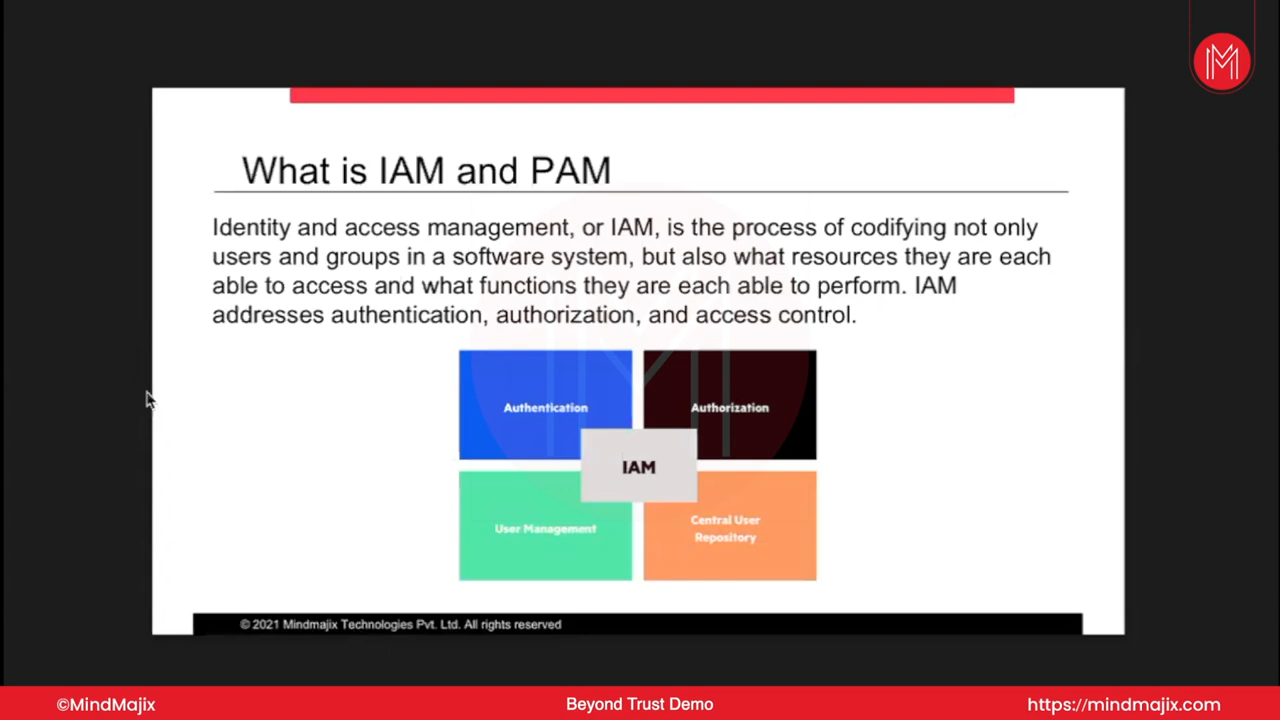 What is IAM and PAM
Identity and access management, or IAM, is the process of codifying not only
users and groups in a software system, but also what resources they are each
able to access and what functions they are each able to perform. IAM
addresses authentication, authorization, and access control.
Authentication
Authorization
IAM
User Management
Central User
Repository
© 2021 Mindmajix Technologies Pvt. Ltd. All rights reserved
©MindMajix
Beyond Trust Demo
https://mindmajix.com